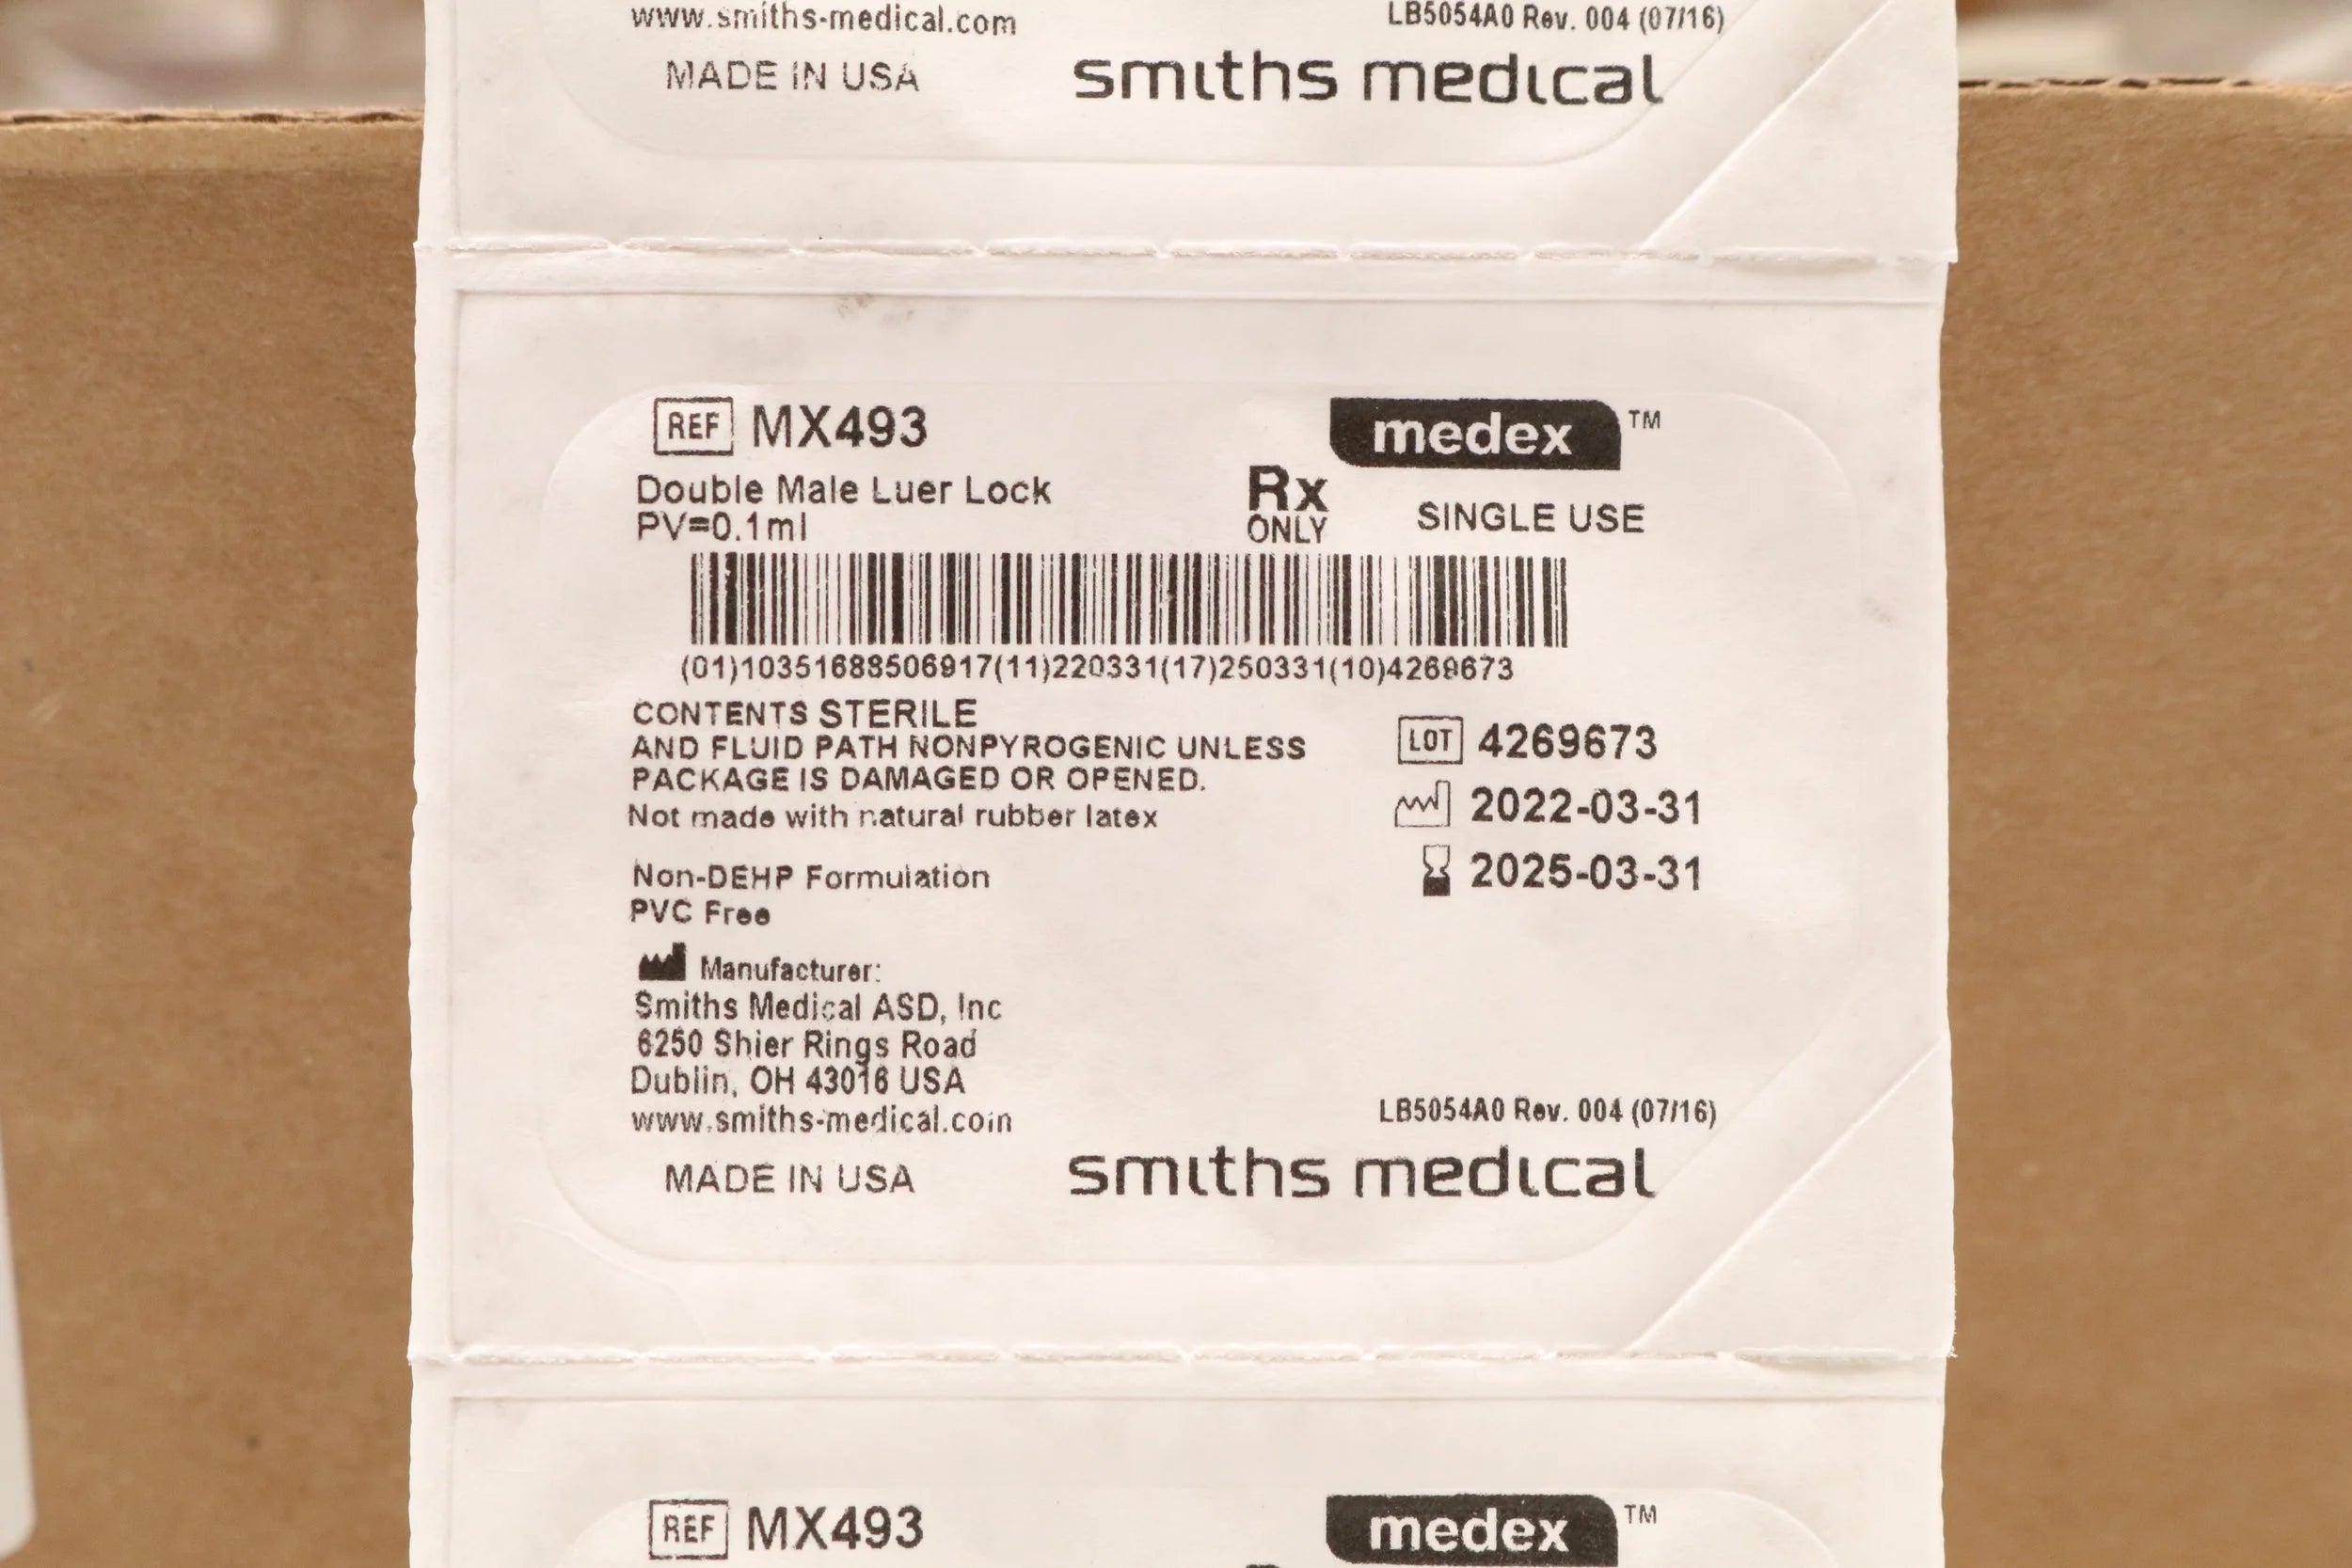 www.smiths-medical.com
LB5054A0 Rev. 004 (07/16)
MADE IN USA
smiths medical
REF MX493
medex TM
Double Male Luer Lock
PV=0.1ml
Rx
ONLY
SINGLE USE
(01)10351688506917(11)220331(17)250331(10)4269673
CONTENTS STERILE
AND FLUID PATH NONPYROGENIC UNLESS
PACKAGE IS DAMAGED OR OPENED.
Not made with natural rubber latex
LOT 4269673
2022-03-31
2025-03-31
Non-DEHP Formulation
PVC Free
Manufacturer:
Smiths Medical ASD, Inc
6250 Shier Rings Road
Dublin, OH 43016 USA
www.smiths-medical.com
LB5054A0 Rev. 004 (07/16)
MADE IN USA
smiths medical
REF MX493
medex TM